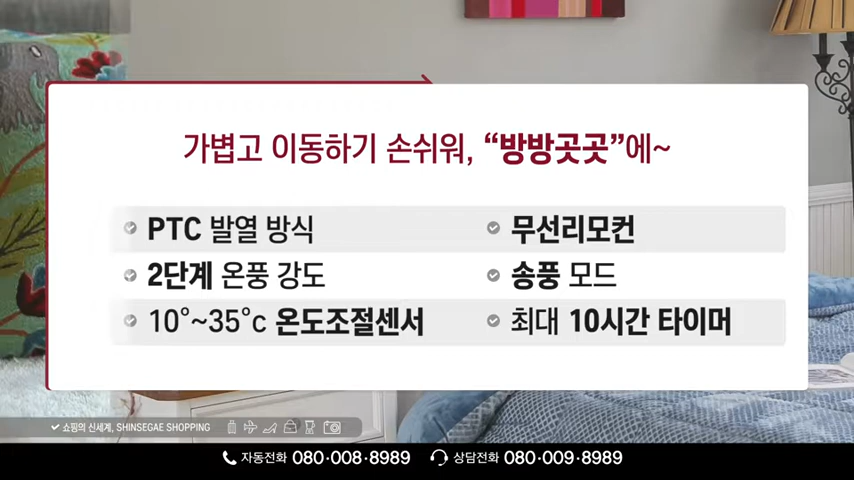 가볍고 이동하기 손쉬워, “방방곳곳”에~
PTC 발열 방식
무선리모컨
2단계 온풍 강도
송풍 모드
10°~35°c 온도조절센서
최대 10시간 타이머
쇼핑의 신세계, SHINSEGAE SHOPPING
자동전화 080·008·8989 상담전화 080·009·8989